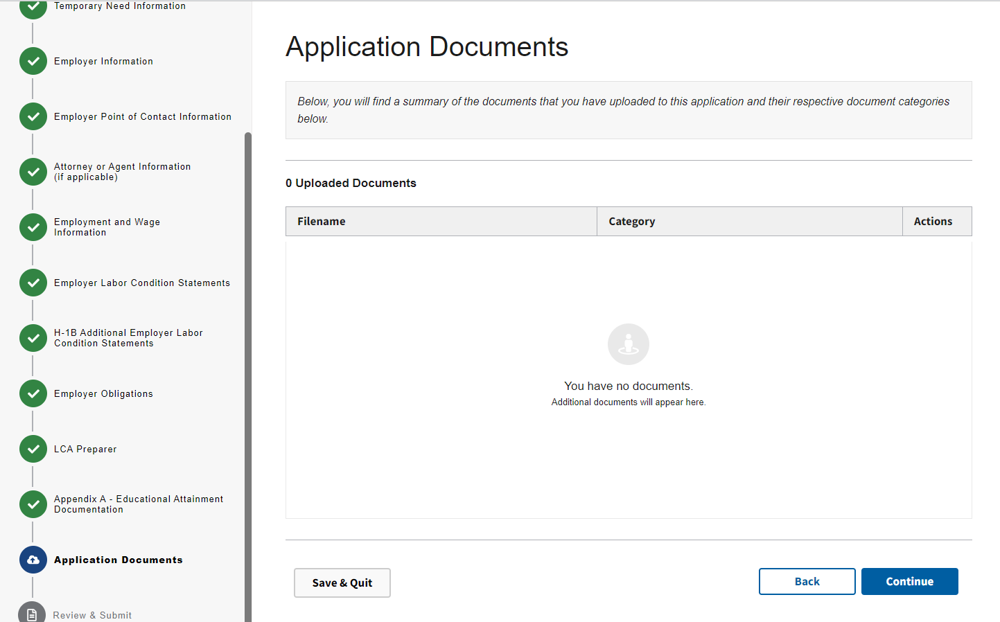 Temporary Need Information
Employer Information
Employer Point of Contact Information
Attorney or Agent Information
(if applicable)
Employment and Wage
Information
Employer Labor Condition Statements
H-1B Additional Employer Labor
Condition Statements
Employer Obligations
LCA Preparer
Appendix A - Educational Attainment
Documentation
Application Documents
Review & Submit
Application Documents
Below, you will find a summary of the documents that you have uploaded to this application and their respective document categories
below.
0 Uploaded Documents
Filename Category Actions
You have no documents.
Additional documents will appear here.
Save & Quit Back Continue